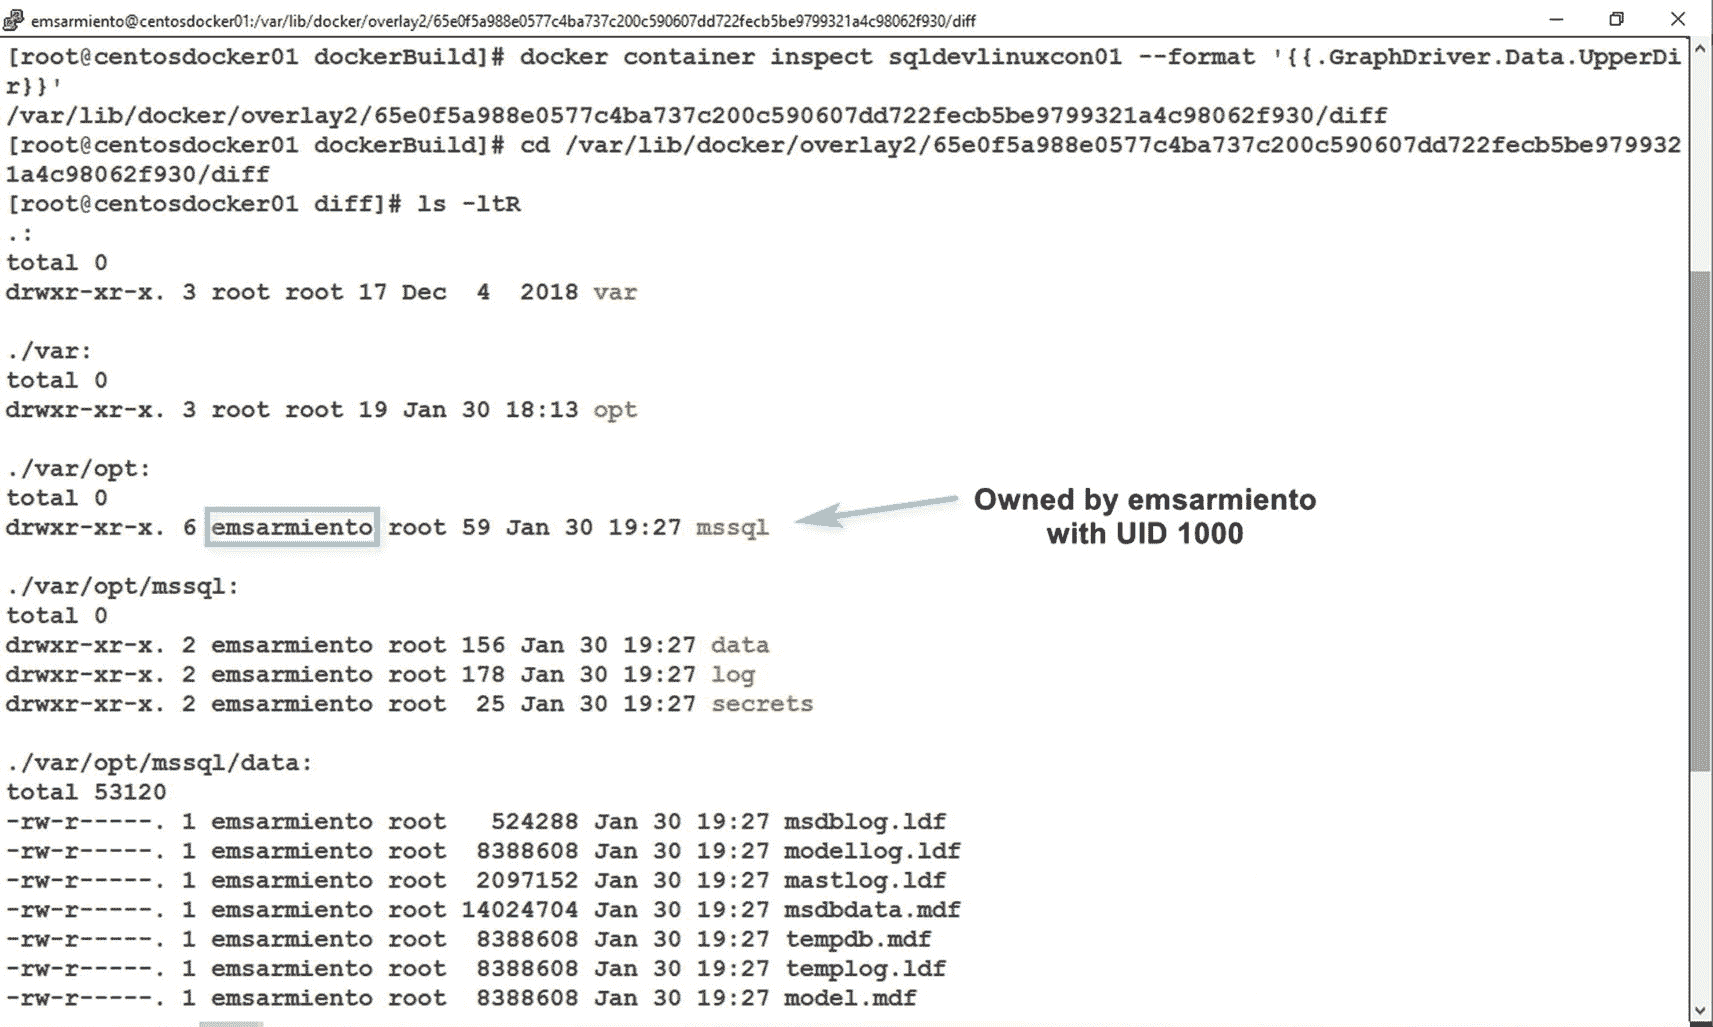 emsarmiento@centosdocker01:/var/lib/docker/overlay2/65e0f5a988e0577c4ba737c200c590607dd722fecb5be9799321a4c98062f930/diff
[root@centosdocker01 dockerBuild]# docker container inspect sqldevlinuxcon01 --format '{{.GraphDriver.Data.UpperDi
r}}'
/var/lib/docker/overlay2/65e0f5a988e0577c4ba737c200c590607dd722fecb5be9799321a4c98062f930/diff
[root@centosdocker01 dockerBuild]# cd /var/lib/docker/overlay2/65e0f5a988e0577c4ba737c200c590607dd722fecb5be979932
1a4c98062f930/diff
[root@centosdocker01 diff]# ls -ltR
.:
total 0
drwxr-xr-x. 3 root root 17 Dec  4  2018 var
./var:
total 0
drwxr-xr-x. 3 root root 19 Jan 30 18:13 opt
./var/opt:
total 0
drwxr-xr-x. 6 emsarmiento root 59 Jan 30 19:27 mssql
Owned by emsarmiento
with UID 1000
./var/opt/mssql:
total 0
drwxr-xr-x. 2 emsarmiento root 156 Jan 30 19:27 data
drwxr-xr-x. 2 emsarmiento root 178 Jan 30 19:27 log
drwxr-xr-x. 2 emsarmiento root  25 Jan 30 19:27 secrets
./var/opt/mssql/data:
total 53120
-rw-r-----. 1 emsarmiento root   524288 Jan 30 19:27 msdblog.ldf
-rw-r-----. 1 emsarmiento root  8388608 Jan 30 19:27 modellog.ldf
-rw-r-----. 1 emsarmiento root  2097152 Jan 30 19:27 mastlog.ldf
-rw-r-----. 1 emsarmiento root 14024704 Jan 30 19:27 msdbdata.mdf
-rw-r-----. 1 emsarmiento root  8388608 Jan 30 19:27 tempdb.mdf
-rw-r-----. 1 emsarmiento root  8388608 Jan 30 19:27 templog.ldf
-rw-r-----. 1 emsarmiento root  8388608 Jan 30 19:27 model.mdf